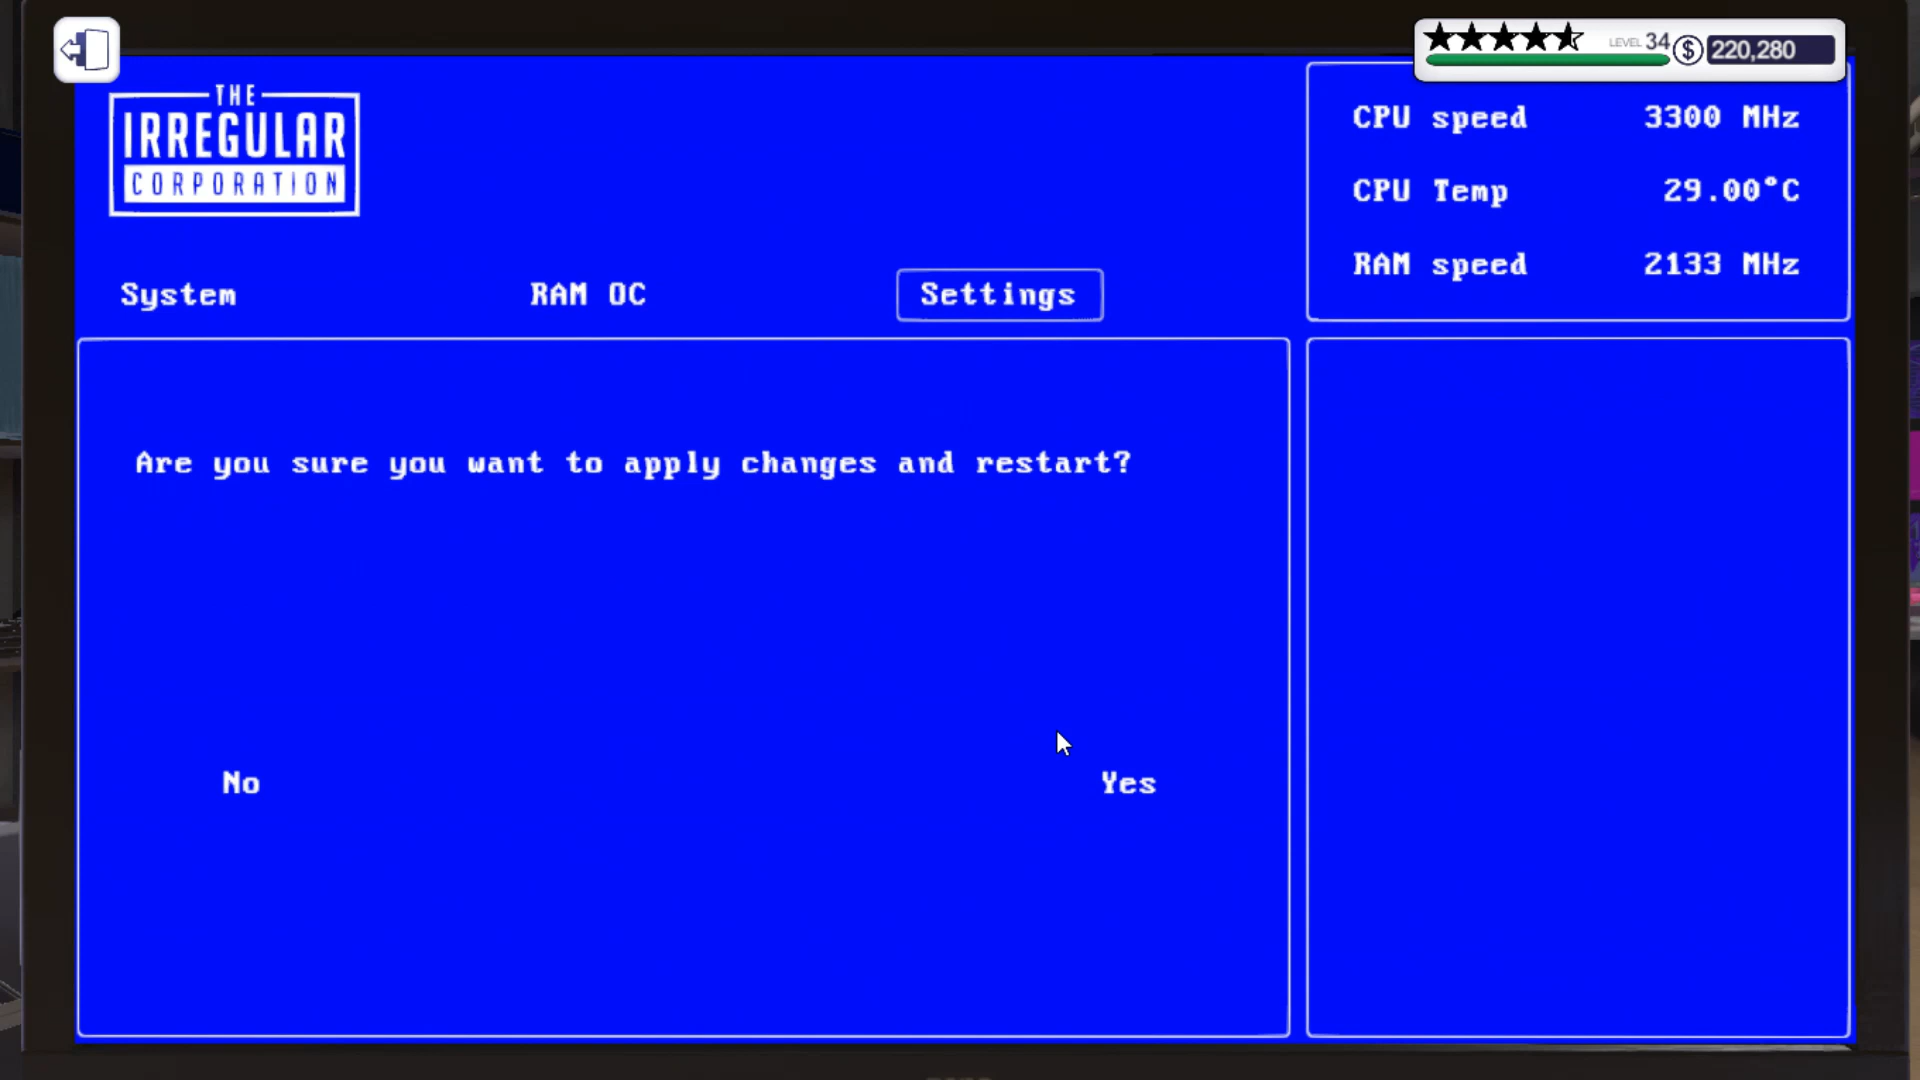 LEVEL 34 $ 220,280
THE
IRREGULAR
CORPORATION
CPU speed 3300 MHz
CPU Temp 29.00°C
RAM speed 2133 MHz
System RAM OC Settings
Are you sure you want to apply changes and restart?
No Yes